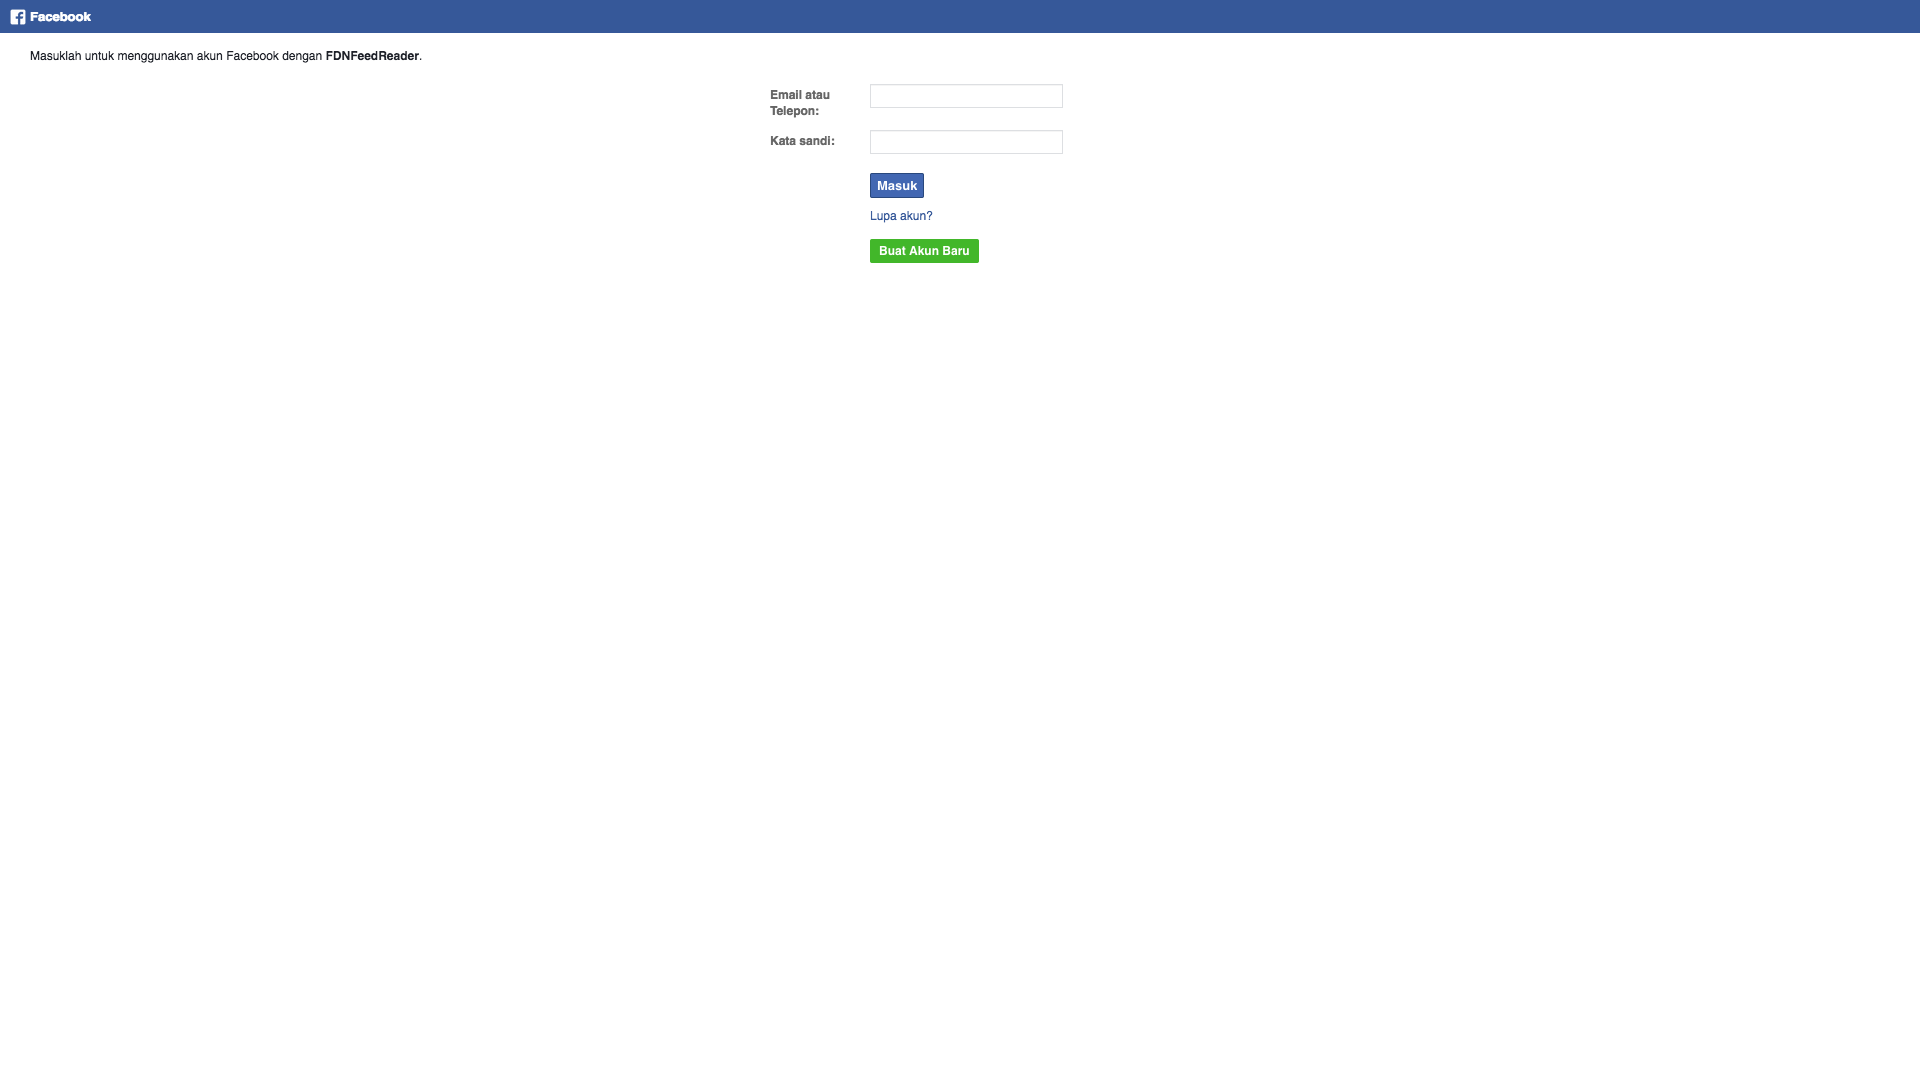 Facebook
Masuklah untuk menggunakan akun Facebook dengan FDNFeedReader.
Email atau
Telepon:
Kata sandi:
Masuk
Lupa akun?
Buat Akun Baru